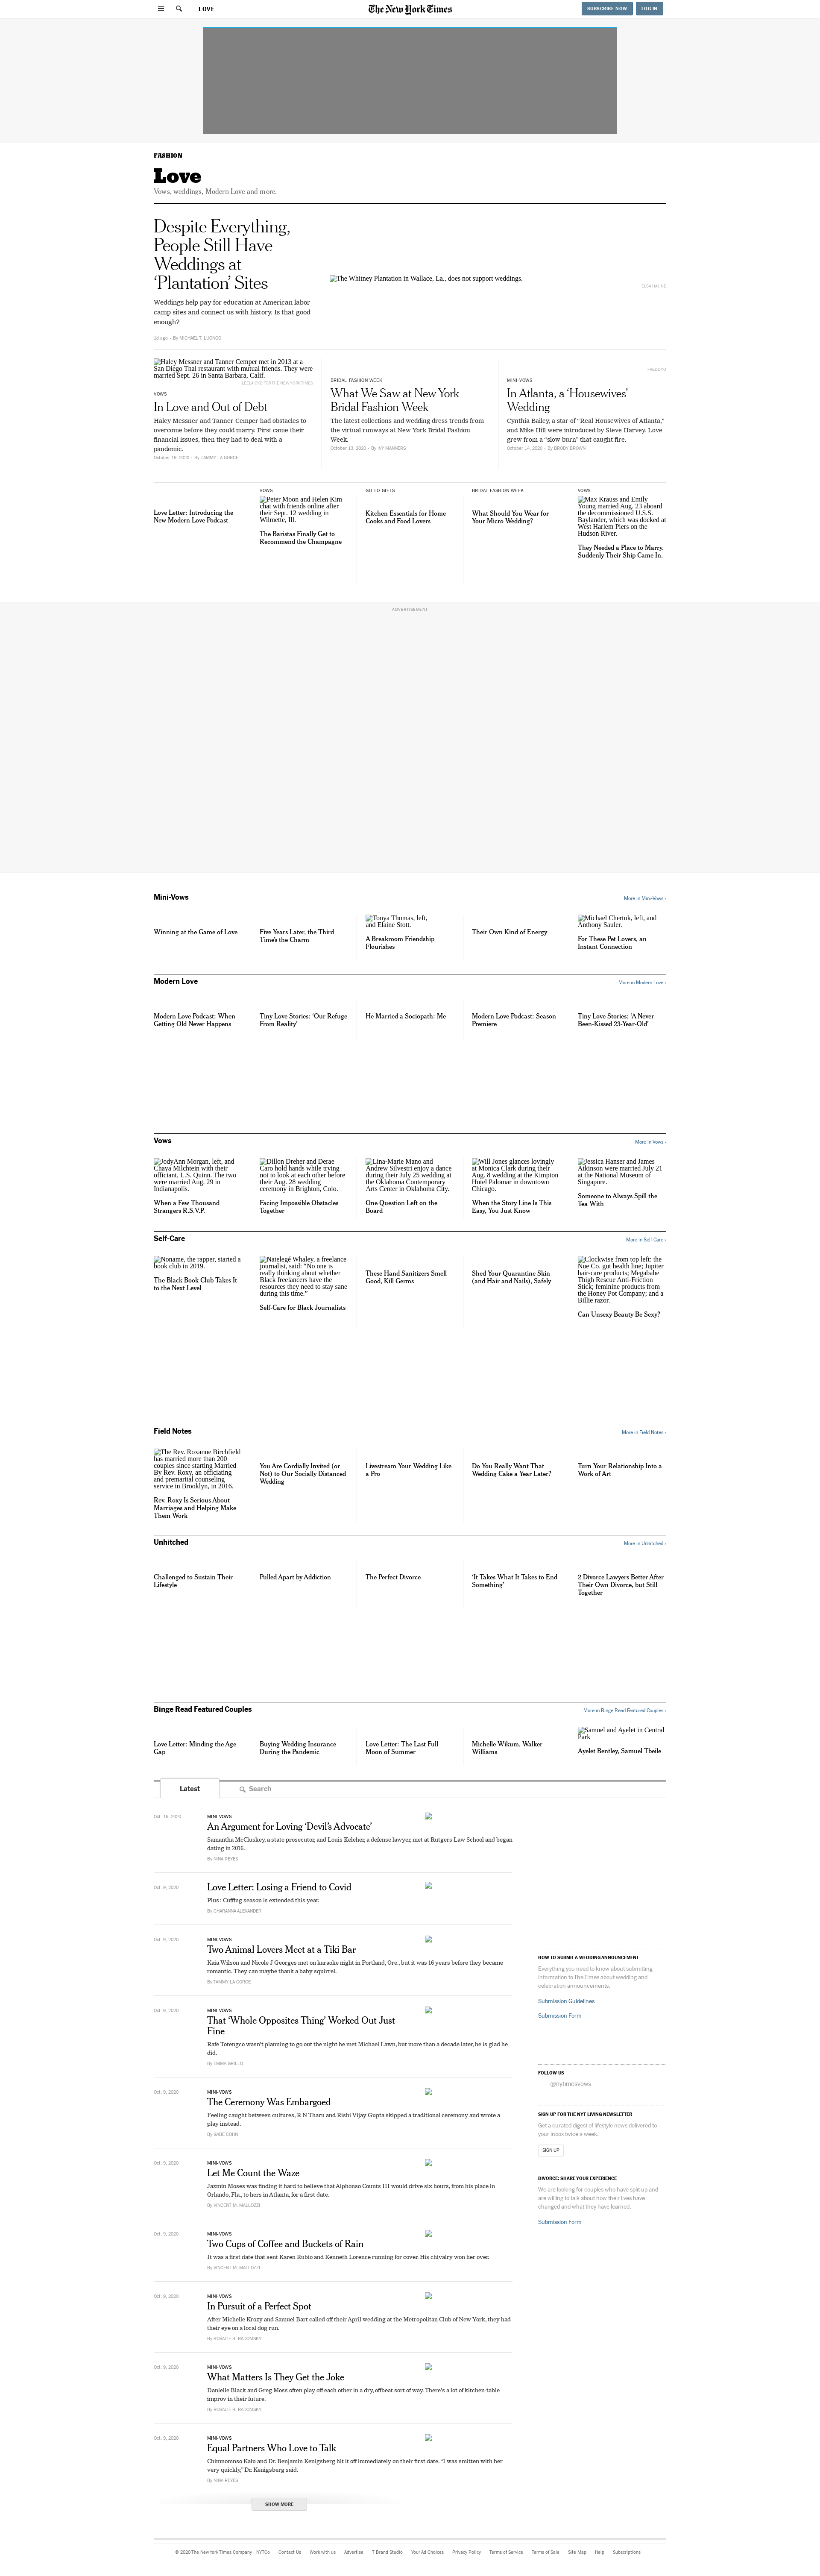 LOVE
The New York Times
SUBSCRIBE NOW
LOG IN
FASHION
Love
Vows, weddings, Modern Love and more.
Despite Everything,
People Still Have
Weddings at
‘Plantation’ Sites
Weddings help pay for education at American labor
camp sites and connect us with history. Is that good
enough?
1d ago · By MICHAEL T. LUONGO
The Whitney Plantation in Wallace, La., does not support weddings.
Haley Messner and Tanner Cemper met in 2013 at a
San Diego Thai restaurant with mutual friends. They were
married Sept. 26 in Santa Barbara, Calif.
VOWS
In Love and Out of Debt
Haley Messner and Tanner Cemper had obstacles to
overcome before they could marry. First came their
financial issues, then they had to deal with a
pandemic.
October 16, 2020 · By TAMMY LA GORCE
BRIDAL FASHION WEEK
What We Saw at New York
Bridal Fashion Week
The latest collections and wedding dress trends from
the virtual runways at New York Bridal Fashion
Week.
October 13, 2020 · By IVY MANNERS
MINI-VOWS
In Atlanta, a ‘Housewives’
Wedding
Cynthia Bailey, a star of “Real Housewives of Atlanta,”
and Mike Hill were introduced by Steve Harvey. Love
grew from a “slow burn” that caught fire.
October 14, 2020 · By BRODY BROWN
Love Letter: Introducing the
New Modern Love Podcast
VOWS
Peter Moon and Helen Kim
chat with friends online after
their Sept. 12 wedding in
Wilmette, Ill.
The Baristas Finally Get to
Recommend the Champagne
GO-TO-GIFTS
Kitchen Essentials for Home
Cooks and Food Lovers
BRIDAL FASHION WEEK
What Should You Wear for
Your Micro Wedding?
VOWS
Max Krauss and Emily
Young married Aug. 23 aboard
the decommissioned U.S.S.
Baylander, which was docked at
West Harlem Piers on the
Hudson River.
They Needed a Place to Marry.
Suddenly Their Ship Came In.
ADVERTISEMENT
Mini-Vows
More in Mini-Vows ›
Winning at the Game of Love
Five Years Later, the Third
Time’s the Charm
Tonya Thomas, left,
and Elaine Stott.
A Breakroom Friendship
Flourishes
Their Own Kind of Energy
Michael Chertok, left, and
Anthony Sauler.
For These Pet Lovers, an
Instant Connection
Modern Love
More in Modern Love ›
Modern Love Podcast: When
Getting Old Never Happens
Tiny Love Stories: ‘Our Refuge
From Reality’
He Married a Sociopath: Me
Modern Love Podcast: Season
Premiere
Tiny Love Stories: ‘A Never-
Been-Kissed 23-Year-Old’
Vows
More in Vows ›
JodyAnn Morgan, left, and
Chaya Milchtein with their
officiant, L.S. Quinn. The two
were married Aug. 29 in
Indianapolis.
When a Few Thousand
Strangers R.S.V.P.
Dillon Dreher and Derae
Caro bold hands while trying
not to look at each other before
their Aug. 28 wedding
ceremony in Brighton, Colo.
Facing Impossible Obstacles
Together
Lina-Marie Mano and
Andrew Silvestri enjoy a dance
during their July 25 wedding at
the Oklahoma Contemporary
Arts Center in Oklahoma City.
One Question Left on the
Board
Will Jones glances lovingly
at Monica Clark during their
Aug. 8 wedding at the Kimpton
Hotel Palomar in downtown
Chicago.
When the Story Line Is This
Easy, You Just Know
Jessica Hanser and James
Atkinson were married July 21
at the National Museum of
Singapore.
Someone to Always Spill the
Tea With
Self-Care
More in Self-Care ›
Noname, the rapper, started a
book club in 2019.
The Black Book Club Takes It
to the Next Level
Natelegé Whaley, a freelance
journalist, said: “No one is
really thinking about whether
Black freelancers have the
resources they need to stay sane
during this time.”
Self-Care for Black Journalists
These Hand Sanitizers Smell
Good, Kill Germs
Shed Your Quarantine Skin
(and Hair and Nails), Safely
Clockwise from top left: the
Nue Co. gut health line; Jupiter
hair-care products; Megababe
Thigh Rescue Anti-Friction
Stick; feminine products from
the Honey Pot Company; and a
Billie razor.
Can Unsexy Beauty Be Sexy?
Field Notes
More in Field Notes ›
The Rev. Roxanne Birchfield
has married more than 200
couples since starting Married
By Rev. Roxy, an officiating
and premarital counseling
service in Brooklyn, in 2016.
Rev. Roxy Is Serious About
Marriages and Helping Make
Them Work
You Are Cordially Invited (or
Not) to Our Socially Distanced
Wedding
Livestream Your Wedding Like
a Pro
Do You Really Want That
Wedding Cake a Year Later?
Turn Your Relationship Into a
Work of Art
Unhitched
More in Unhitched ›
Challenged to Sustain Their
Lifestyle
Pulled Apart by Addiction
The Perfect Divorce
‘It Takes What It Takes to End
Something’
2 Divorce Lawyers Better After
Their Own Divorce, but Still
Together
Binge Read Featured Couples
More in Binge Read Featured Couples ›
Love Letter: Minding the Age
Gap
Buying Wedding Insurance
During the Pandemic
Love Letter: The Last Full
Moon of Summer
Michelle Wikum, Walker
Williams
Samuel and Ayelet in Central
Park
Ayelet Bentley, Samuel Tbeile
Latest
Search
Oct. 16, 2020
MINI-VOWS
An Argument for Loving ‘Devil’s Advocate’
Samantha McCluskey, a state prosecutor, and Louis Keleher, a defense lawyer, met at Rutgers Law School and began
dating in 2016.
By NINA REYES
Oct. 9, 2020
Love Letter: Losing a Friend to Covid
Plus: Cuffing season is extended this year.
By CHARANNA ALEXANDER
Oct. 9, 2020
MINI-VOWS
Two Animal Lovers Meet at a Tiki Bar
Kaia Wilson and Nicole J Georges met on karaoke night in Portland, Ore., but it was 16 years before they became
romantic. They can maybe thank a baby squirrel.
By TAMMY LA GORCE
Oct. 9, 2020
MINI-VOWS
That ‘Whole Opposites Thing’ Worked Out Just
Fine
Rafe Totengco wasn’t planning to go out the night he met Michael Lawn, but more than a decade later, he is glad he
did.
By EMMA GRILLO
Oct. 9, 2020
MINI-VOWS
The Ceremony Was Embargoed
Feeling caught between cultures, R N Tharu and Rishi Vijay Gupta skipped a traditional ceremony and wrote a
play instead.
By GABE COHN
Oct. 9, 2020
MINI-VOWS
Let Me Count the Waze
Jazmin Moses was finding it hard to believe that Alphonso Counts III would drive six hours, from his place in
Orlando, Fla., to hers in Atlanta, for a first date.
By VINCENT M. MALLOZZI
Oct. 9, 2020
MINI-VOWS
Two Cups of Coffee and Buckets of Rain
It was a first date that sent Karen Rubio and Kenneth Lorence running for cover. His chivalry won her over.
By VINCENT M. MALLOZZI
Oct. 9, 2020
MINI-VOWS
In Pursuit of a Perfect Spot
After Michelle Krozy and Samuel Bart called off their April wedding at the Metropolitan Club of New York, they had
their eye on a local dog run.
By ROSALIE R. RADOMSKY
Oct. 9, 2020
MINI-VOWS
What Matters Is They Get the Joke
Danielle Black and Greg Moss often play off each other in a dry, offbeat sort of way. There’s a lot of kitchen-table
improv in their future.
By ROSALIE R. RADOMSKY
Oct. 9, 2020
MINI-VOWS
Equal Partners Who Love to Talk
Chinmomnso Kalu and Dr. Benjamin Kenigsberg hit it off immediately on their first date. “I was smitten with her
very quickly,” Dr. Kenigsberg said.
By NINA REYES
SHOW MORE
HOW TO SUBMIT A WEDDING ANNOUNCEMENT
Everything you need to know about submitting
information to The Times about wedding and
celebration announcements.
Submission Guidelines
Submission Form
FOLLOW US
@nytimesvows
SIGN UP FOR THE NYT LIVING NEWSLETTER
Get a curated digest of lifestyle news delivered to
your inbox twice a week.
SIGN UP
DIVORCE: SHARE YOUR EXPERIENCE
We are looking for couples who have split up and
are willing to talk about how their lives have
changed and what they have learned.
Submission Form
© 2020 The New York Times Company NYTCo Contact Us Work with us Advertise T Brand Studio Your Ad Choices Privacy Policy Terms of Service Terms of Sale Site Map Help Subscriptions